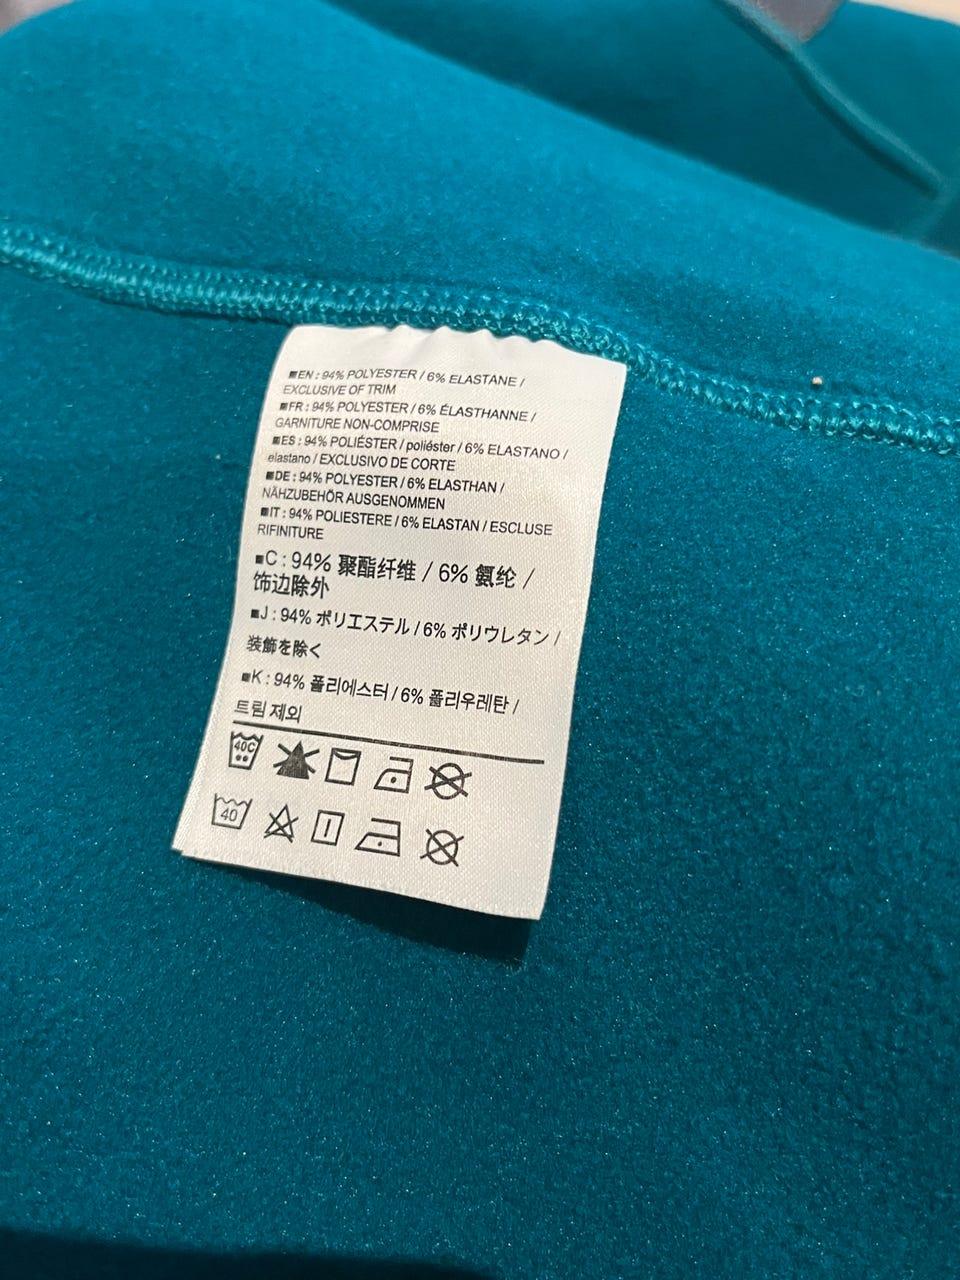 ■EN : 94% POLYESTER / 6% ELASTANE /
EXCLUSIVE OF TRIM
■FR : 94% POLYESTER / 6% ÉLASTHANNE /
GARNITURE NON-COMPRISE
■ES : 94% POLIÉSTER / poliéster / 6% ELASTANO /
elastano / EXCLUSIVO DE CORTE
■DE : 94% POLYESTER / 6% ELASTHAN /
NÄHZUBEHÖR AUSGENOMMEN
■IT : 94% POLIESTERE / 6% ELASTAN / ESCLUSE
RIFINITURE
■C : 94% 聚酯纤维 / 6% 氨纶 /
饰边除外
■J : 94% ポリエステル / 6% ポリウレタン /
装飾を除く
■K : 94% 폴리에스터 / 6% 폴리우레탄 /
트림 제외
40C
40